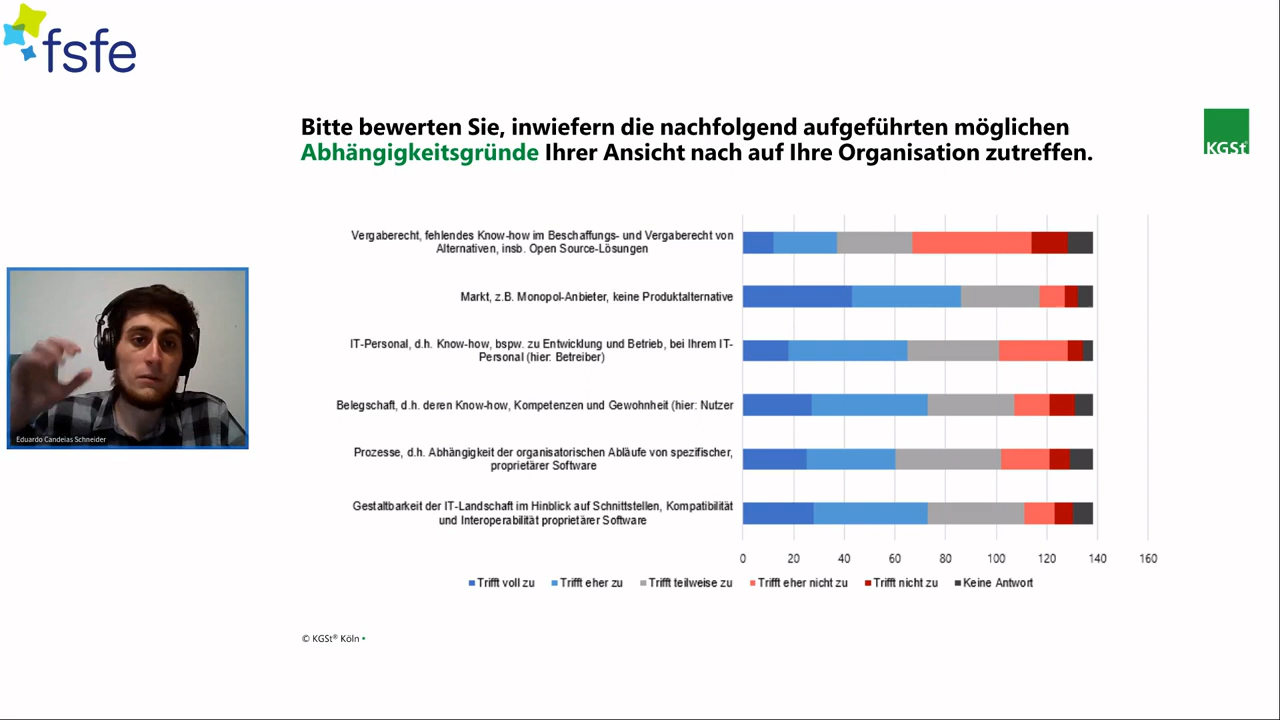 fsfe
Bitte bewerten Sie, inwiefern die nachfolgend aufgeführten möglichen
Abhängigkeitsgründe Ihrer Ansicht nach auf Ihre Organisation zutreffen.
KGSt
Vergaberecht, fehlendes Know-how im Beschaffungs- und Vergaberecht von
Alternativen, insb. Open Source-Lösungen
Markt, z.B. Monopol-Anbieter, keine Produktalternative
IT-Personal, d.h. Know-how, bspw. zu Entwicklung und Betrieb, bei Ihrem IT-
Personal (hier: Betreiber)
Belegschaft, d.h. deren Know-how, Kompetenzen und Gewohnheit (hier: Nutzer
Prozesse, d.h. Abhängigkeit der organisatorischen Abläufe von spezifischer,
proprietärer Software
Gestaltbarkeit der IT-Landschaft im Hinblick auf Schnittstellen, Kompatibilität
und Interoperabilität proprietärer Software
0 20 40 60 80 100 120 140 160
Trifft voll zu Trifft eher zu Trifft teilweise zu Trifft eher nicht zu Trifft nicht zu Keine Antwort
Eduardo Candeias Schneider
© KGSt® Köln •